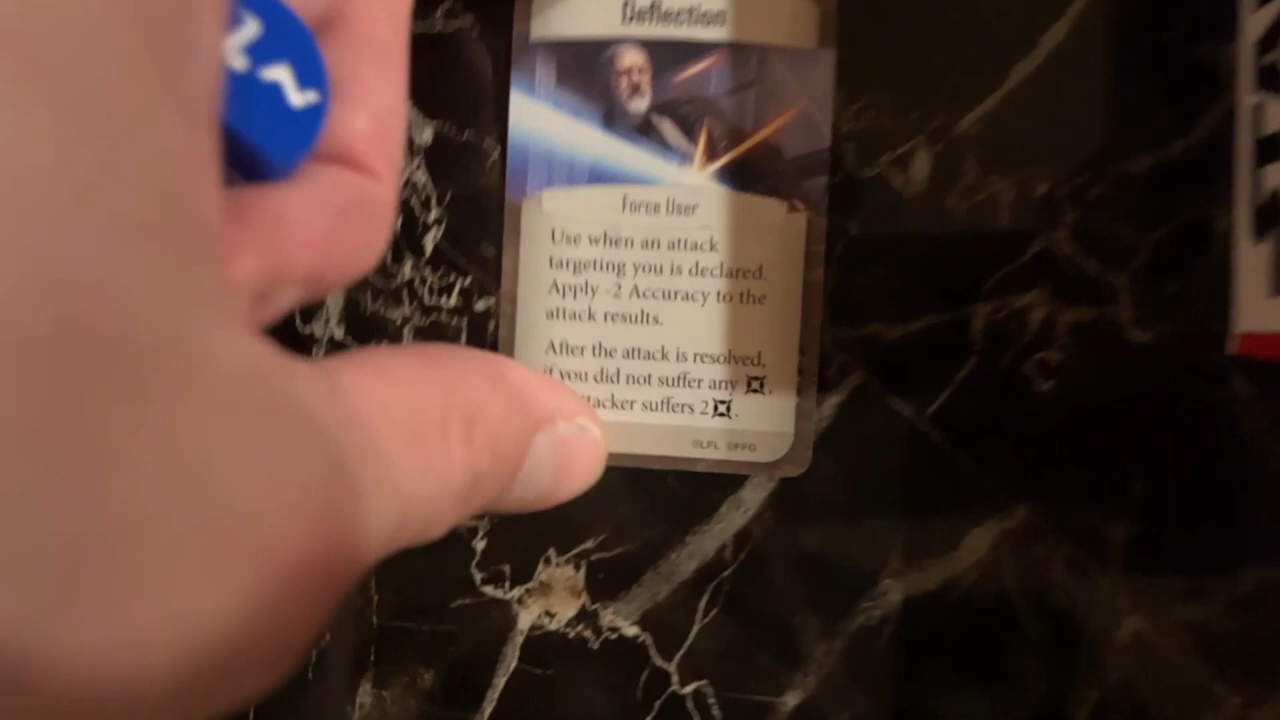 Deflection
Force User
Use when an attack
targeting you is declared.
Apply -2 Accuracy to the
attack results.
After the attack is resolved,
if you did not suffer any
suffers 2
©LFL ©FFG